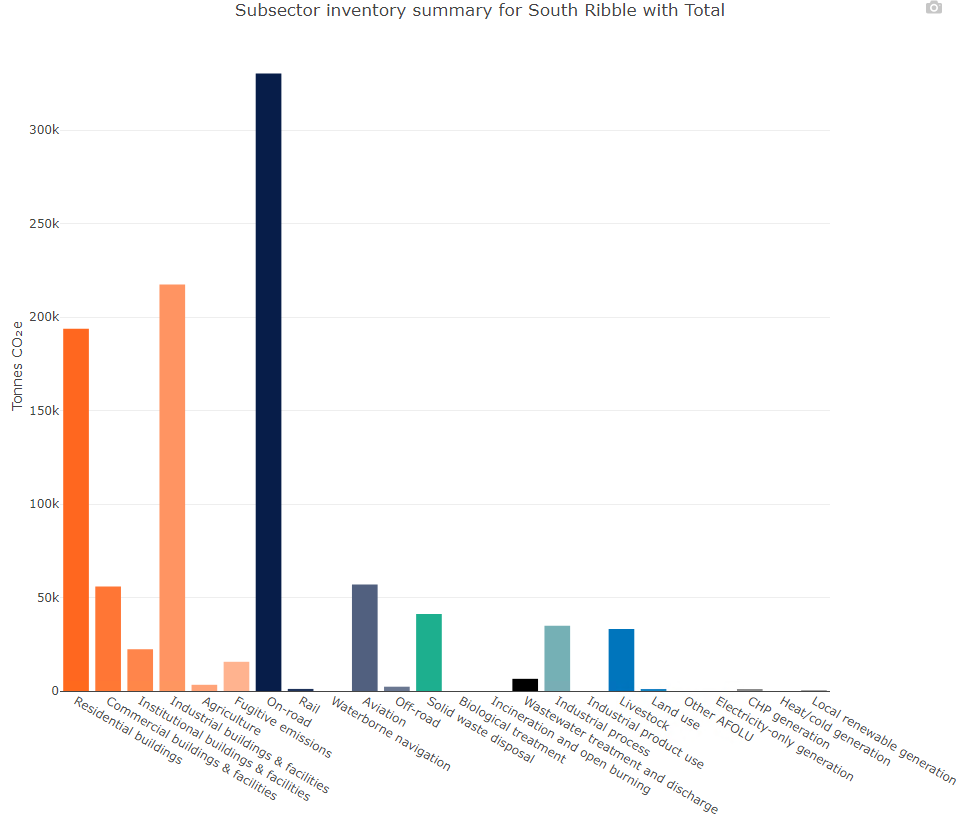 Subsector inventory summary for South Ribble with Total
Tonnes CO₂e
300k
250k
200k
150k
100k
50k
0
Residential buildings
Commercial buildings & facilities
Institutional buildings & facilities
Industrial buildings & facilities
Agriculture
Fugitive emissions
On-road
Rail
Waterborne navigation
Aviation
Off-road
Solid waste disposal
Biological treatment
Incineration and open burning
Wastewater treatment and discharge
Industrial process
Industrial product use
Livestock
Land use
Other AFOLU
Electricity-only generation
CHP generation
Heat/cold generation
Local renewable generation